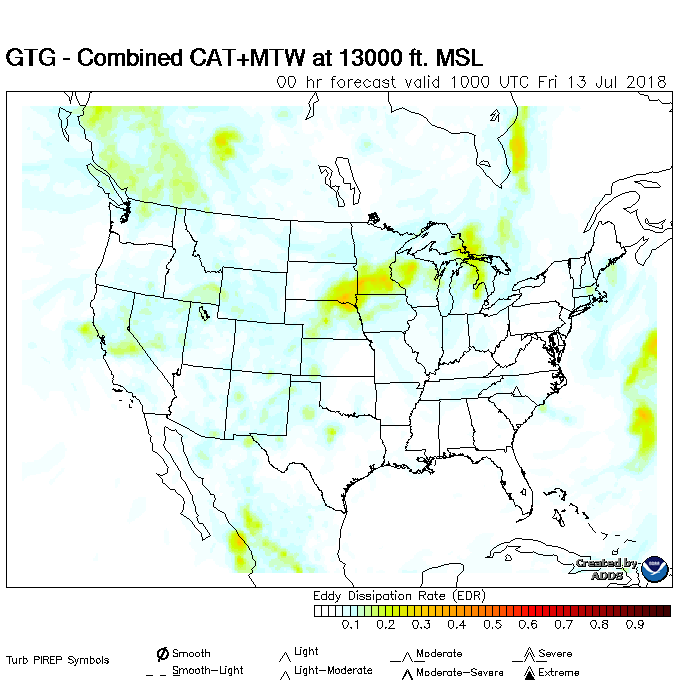 GTG - Combined CAT+MTW at 13000 ft. MSL
00 hr forecast valid 1000 UTC Fri 13 Jul 2018
Created by
ADDS
Eddy Dissipation Rate (EDR)
0.1 0.2 0.3 0.4 0.5 0.6 0.7 0.8 0.9
Turb PIREP Symbols
Smooth Light Moderate Severe
Smooth-Light Light-Moderate Moderate-Severe Extreme